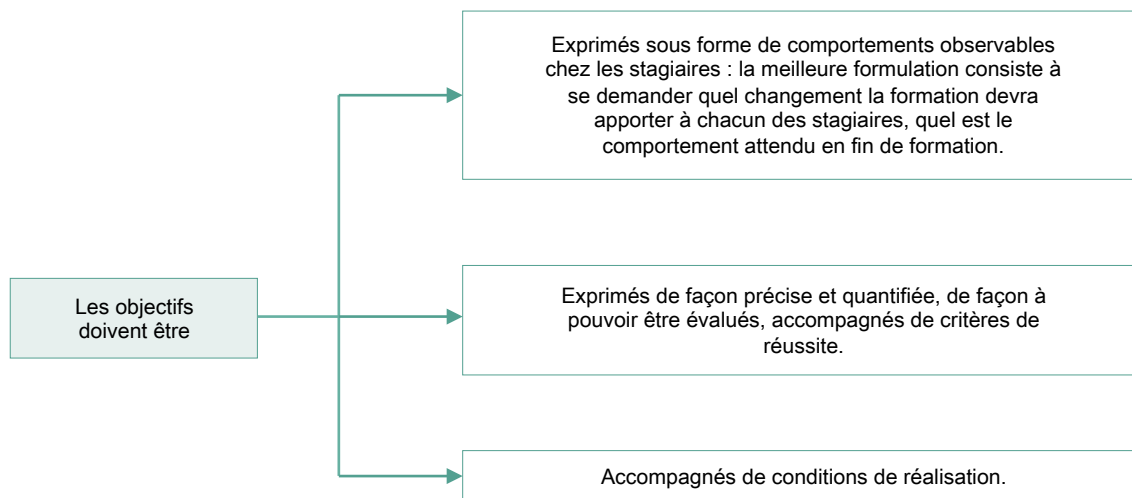 Exprimés sous forme de comportements observables
chez les stagiaires : la meilleure formulation consiste à
se demander quel changement la formation devra
apporter à chacun des stagiaires, quel est le
comportement attendu en fin de formation.
Les objectifs
doivent être
Exprimés de façon précise et quantifiée, de façon à
pouvoir être évalués, accompagnés de critères de
réussite.
Accompagnés de conditions de réalisation.